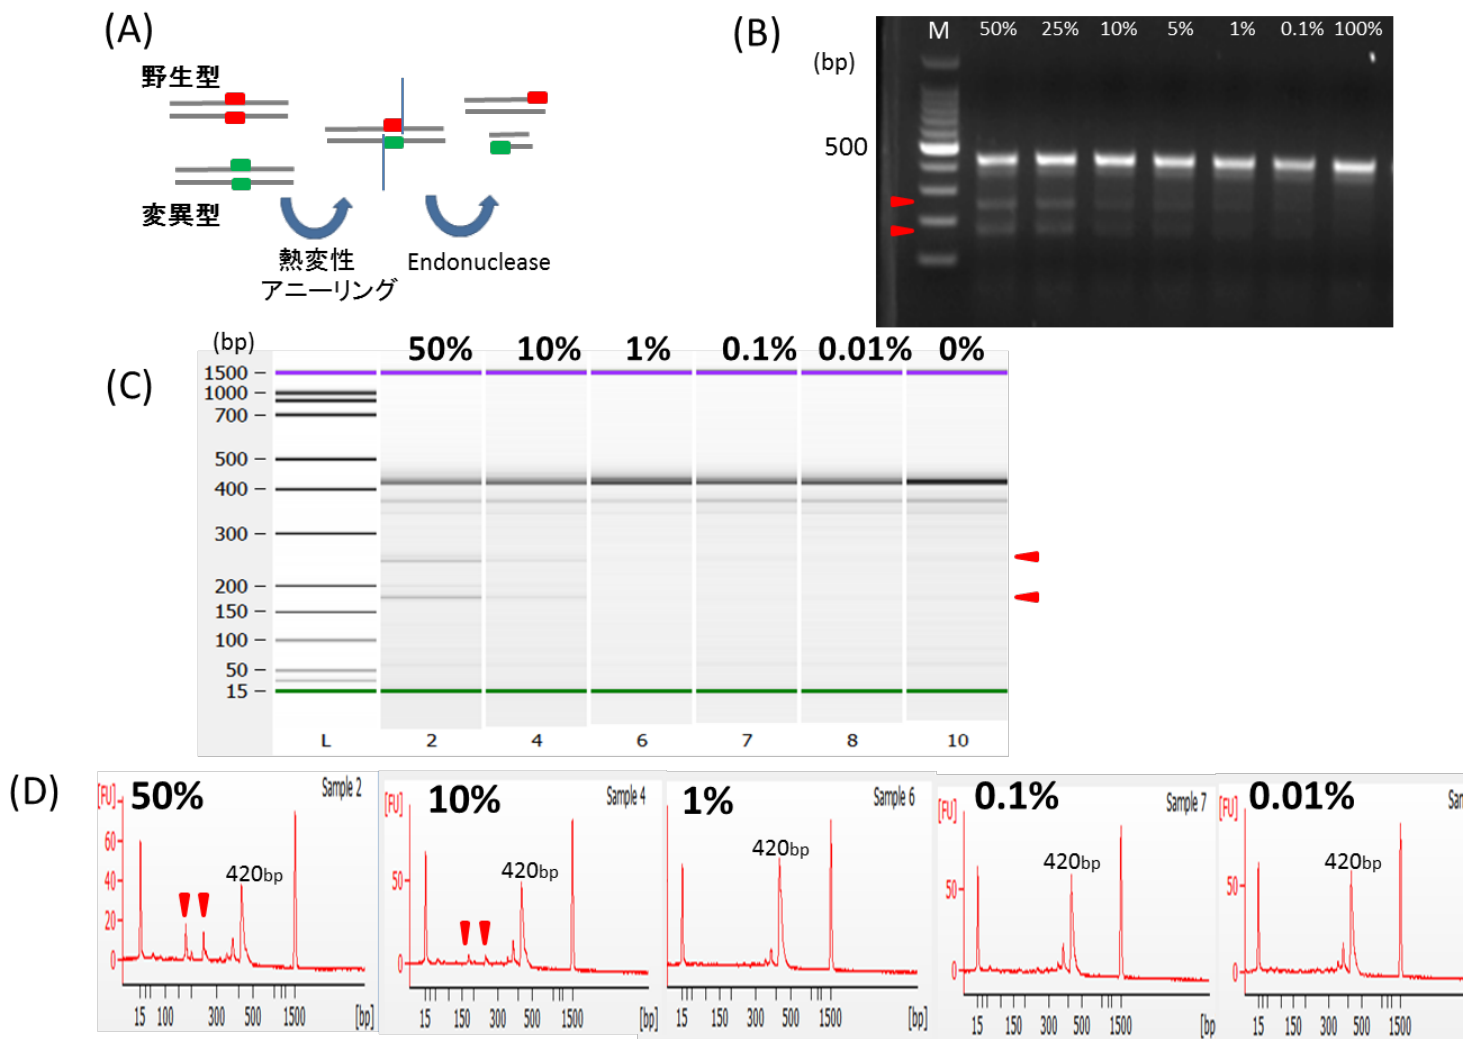 (A)
野生型
変異型
熱変性
アニーリング
Endonuclease
(B)
(bp)
M 50% 25% 10% 5% 1% 0.1% 100%
500
(C)
(bp)
50% 10% 1% 0.1% 0.01% 0%
1500
1000
700
500
400
300
200
150
100
50
15
L 2 4 6 7 8 10
(D)
50%
Sample 2
[FU]
60
40
20
0
420bp
15 100 300 500 1500 [bp]
10%
Sample 4
[FU]
50
0
420bp
15 150 300 500 1500
1%
Sample 6
420bp
15 150 300 500 1500 [bp]
0.1%
Sample 7
[FU]
50
0
420bp
15 150 300 500 1500 [bp
0.01%
Sam
[FU]
50
0
420bp
15 150 300 500 1500